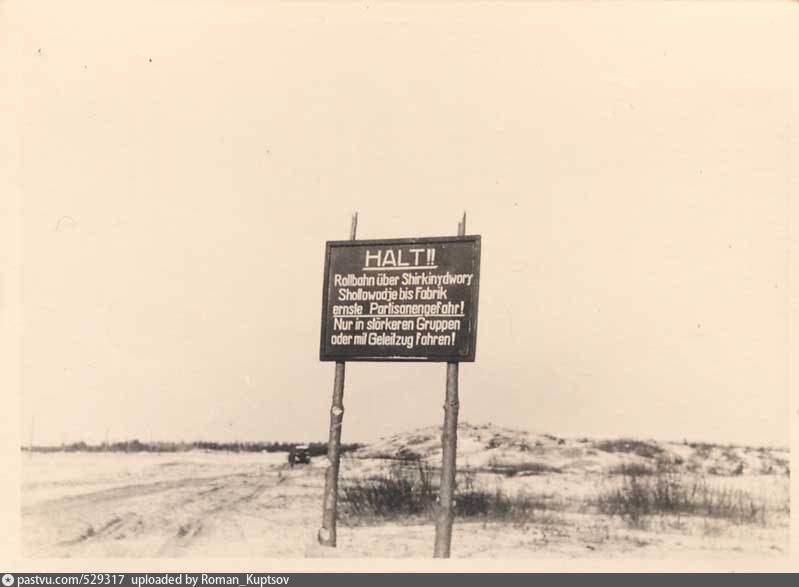 HALT!!
Rollbahn über Shirkinydwory
Shollowodje bis Fabrik
ernste Partisanengefahr!
Nur in stärkeren Gruppen
oder mit Geleitzug fahren!
pastvu.com/529317 uploaded by Roman_Kuptsov